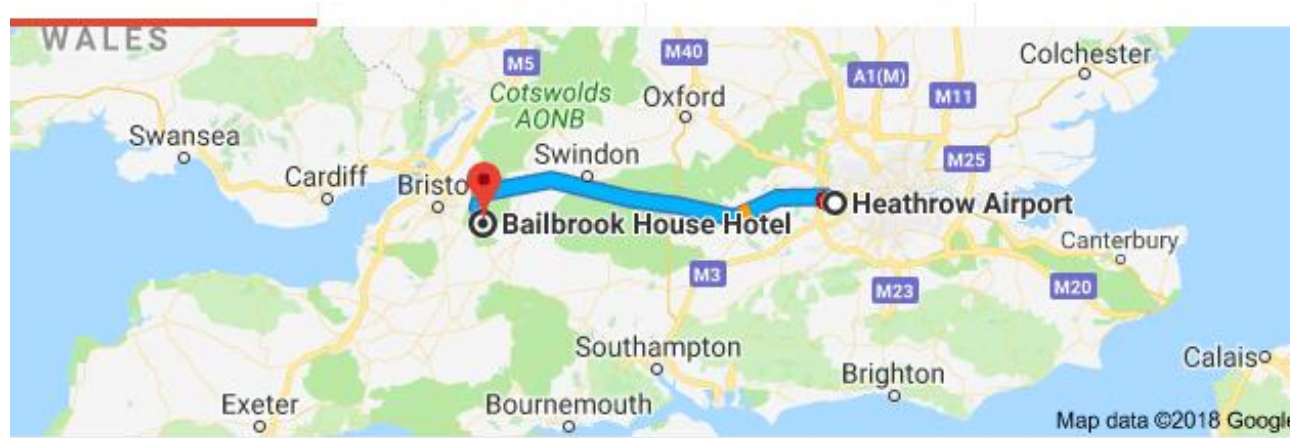 WALES
M5
M40
A1(M)
Colchester
Cotswolds
AONB
Oxford
M11
Swansea
Swindon
M25
Cardiff
Bristo
Heathrow Airport
Bailbrook House Hotel
Canterbury
M3
M23
M20
Southampton
Brighton
Calais
Exeter
Bournemouth
Map data ©2018 Google